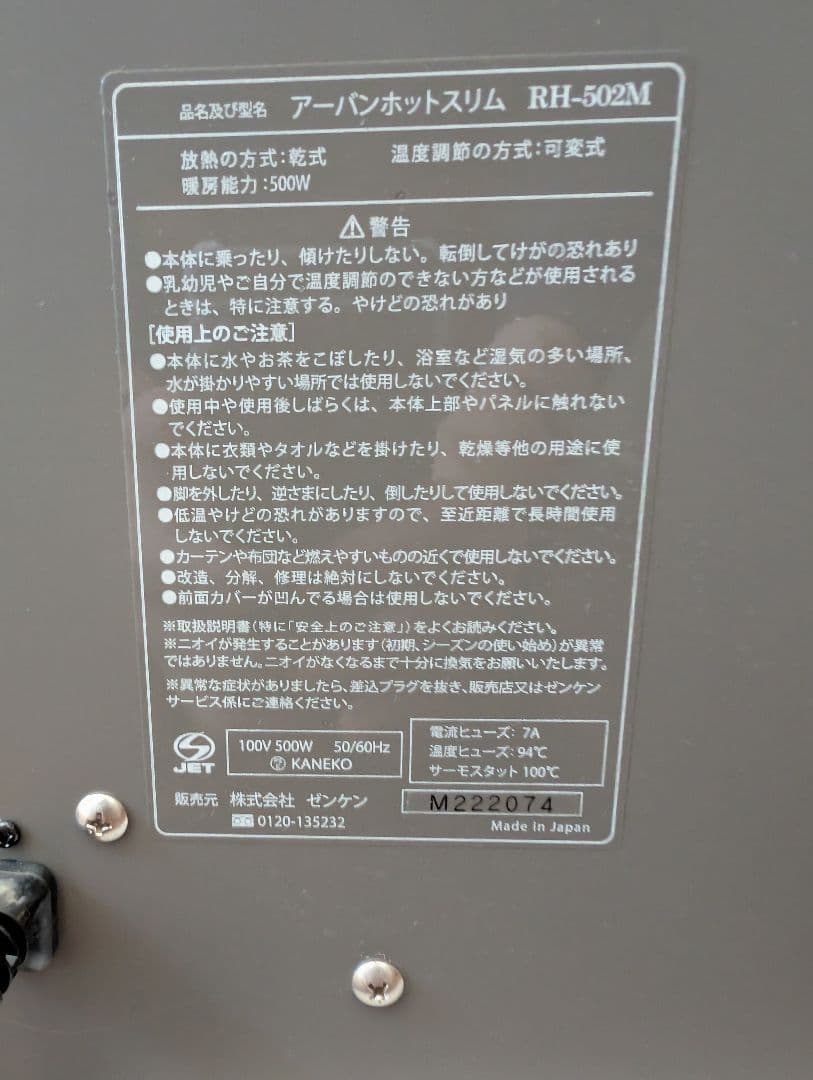 品名及び型名 アーバンホットスリム RH-502M
放熱の方式:乾式 温度調節の方式:可変式
暖房能力:500W
⚠警告
●本体に乗ったり、傾けたりしない。転倒してけがの恐れあり
●乳幼児やご自分で温度調節のできない方などが使用される
ときは、特に注意する。やけどの恐れがあり
[使用上のご注意]
●本体に水やお茶をこぼしたり、浴室など湿気の多い場所、
水が掛かりやすい場所では使用しないでください。
●使用中や使用後しばらくは、本体上部やパネルに触れない
でください。
●本体に衣類やタオルなどを掛けたり、乾燥等他の用途に使
用しないでください。
●脚を外したり、逆さまにしたり、倒したりして使用しないでください。
●低温やけどの恐れがありますので、至近距離で長時間使用
しないでください。
●カーテンや布団など燃えやすいものの近くで使用しないでください。
●改造、分解、修理は絶対にしないでください。
●前面カバーが凹んでる場合は使用しないでください。
※取扱説明書(特に「安全上のご注意」)をよくお読みください。
※ニオイが発生することがあります(初期、シーズンの使い始め)が異常
ではありません。ニオイがなくなるまで十分に換気をお願いいたします。
※異常な症状がありましたら、差込プラグを抜き、販売店又はゼンケン
サービス係にご連絡ください。
JET
100V 500W 50/60Hz
KANEKO
電流ヒューズ: 7A
温度ヒューズ: 94℃
サーモスタット 100℃
販売元 株式会社 ゼンケン
0120-135232
M222074
Made in Japan